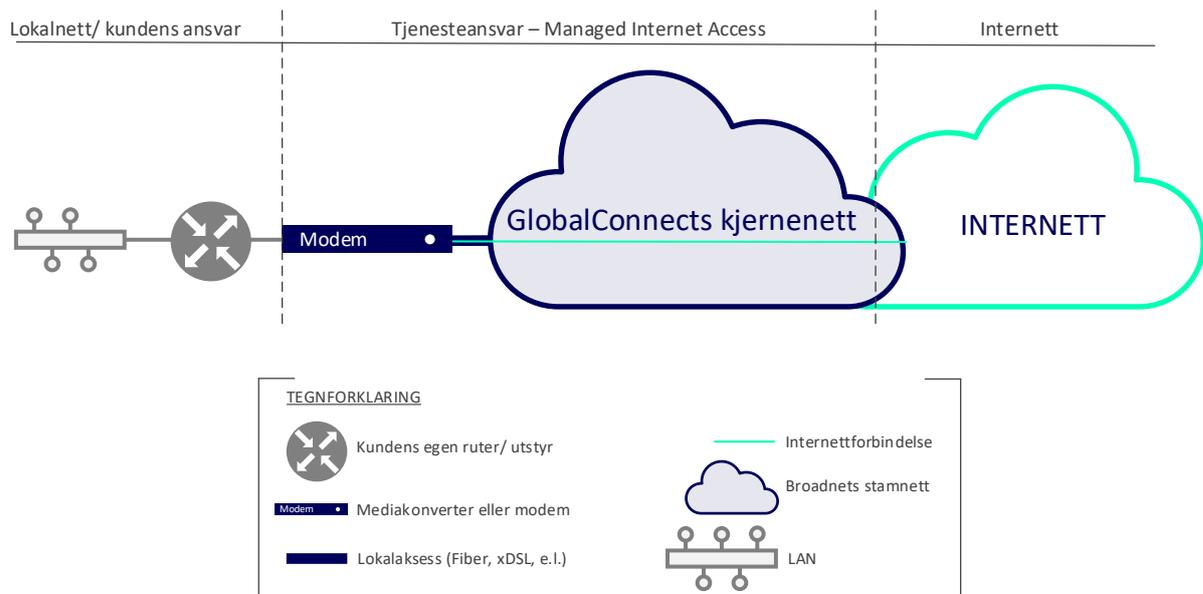 Lokalnett/ kundens ansvar
Tjenesteansvar – Managed Internet Access
Internett
Modem
GlobalConnects kjernenett
INTERNETT
TEGNFORKLARING
Kundens egen ruter/ utstyr
Internettforbindelse
Broadnets stamnett
Modem
Mediakonverter eller modem
Lokalaksess (Fiber, xDSL, e.l.)
LAN